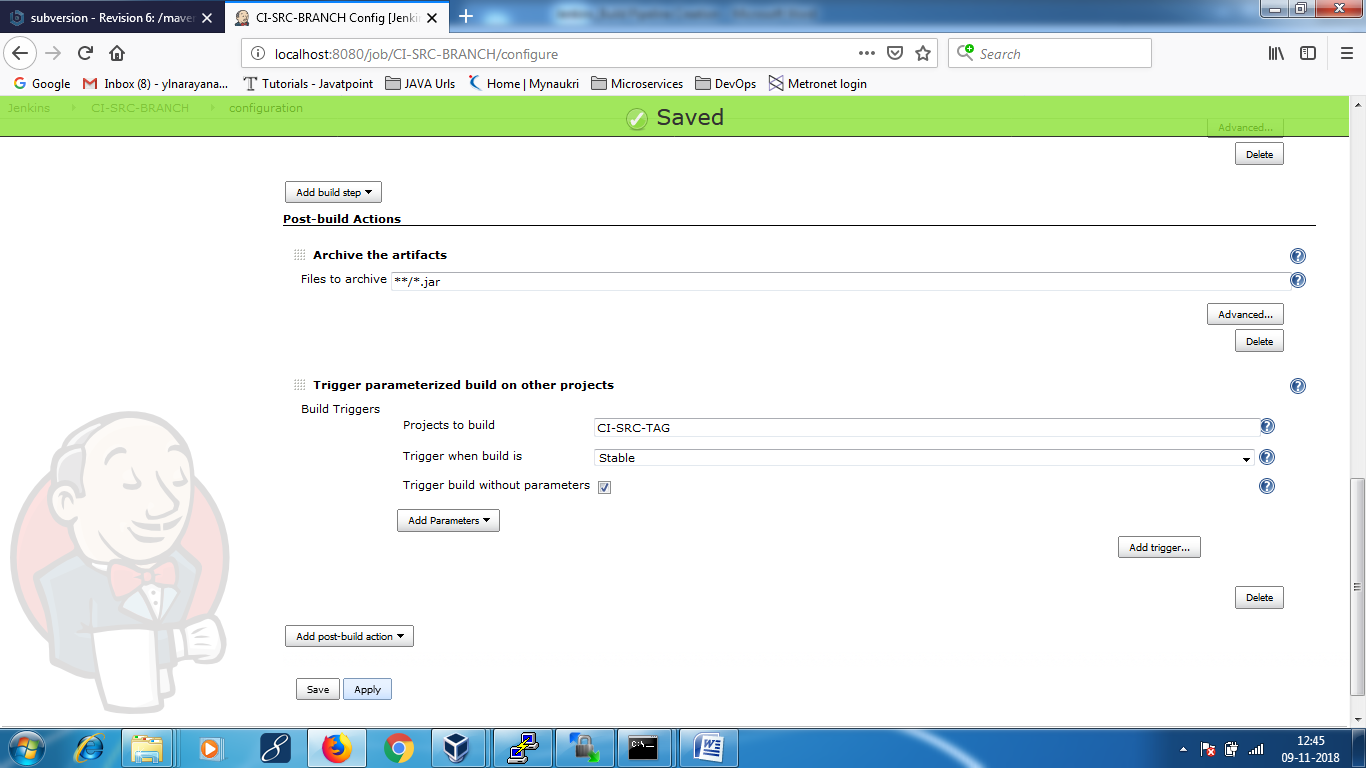 subversion - Revision 6: /mave
CI-SRC-BRANCH Config [Jenki
localhost:8080/job/CI-SRC-BRANCH/configure
Search
Google
Inbox (8) - ylnarayana...
Tutorials - Javatpoint
JAVA Urls
Home | Mynaukri
Microservices
DevOps
Metronet login
Jenkins
CI-SRC-BRANCH
configuration
Saved
Advanced...
Delete
Add build step
Post-build Actions
Archive the artifacts
Files to archive **/*.jar
Advanced...
Delete
Trigger parameterized build on other projects
Build Triggers
Projects to build CI-SRC-TAG
Trigger when build is Stable
Trigger build without parameters
Add Parameters
Add trigger...
Delete
Add post-build action
Save Apply
C:\_
12:45
09-11-2018